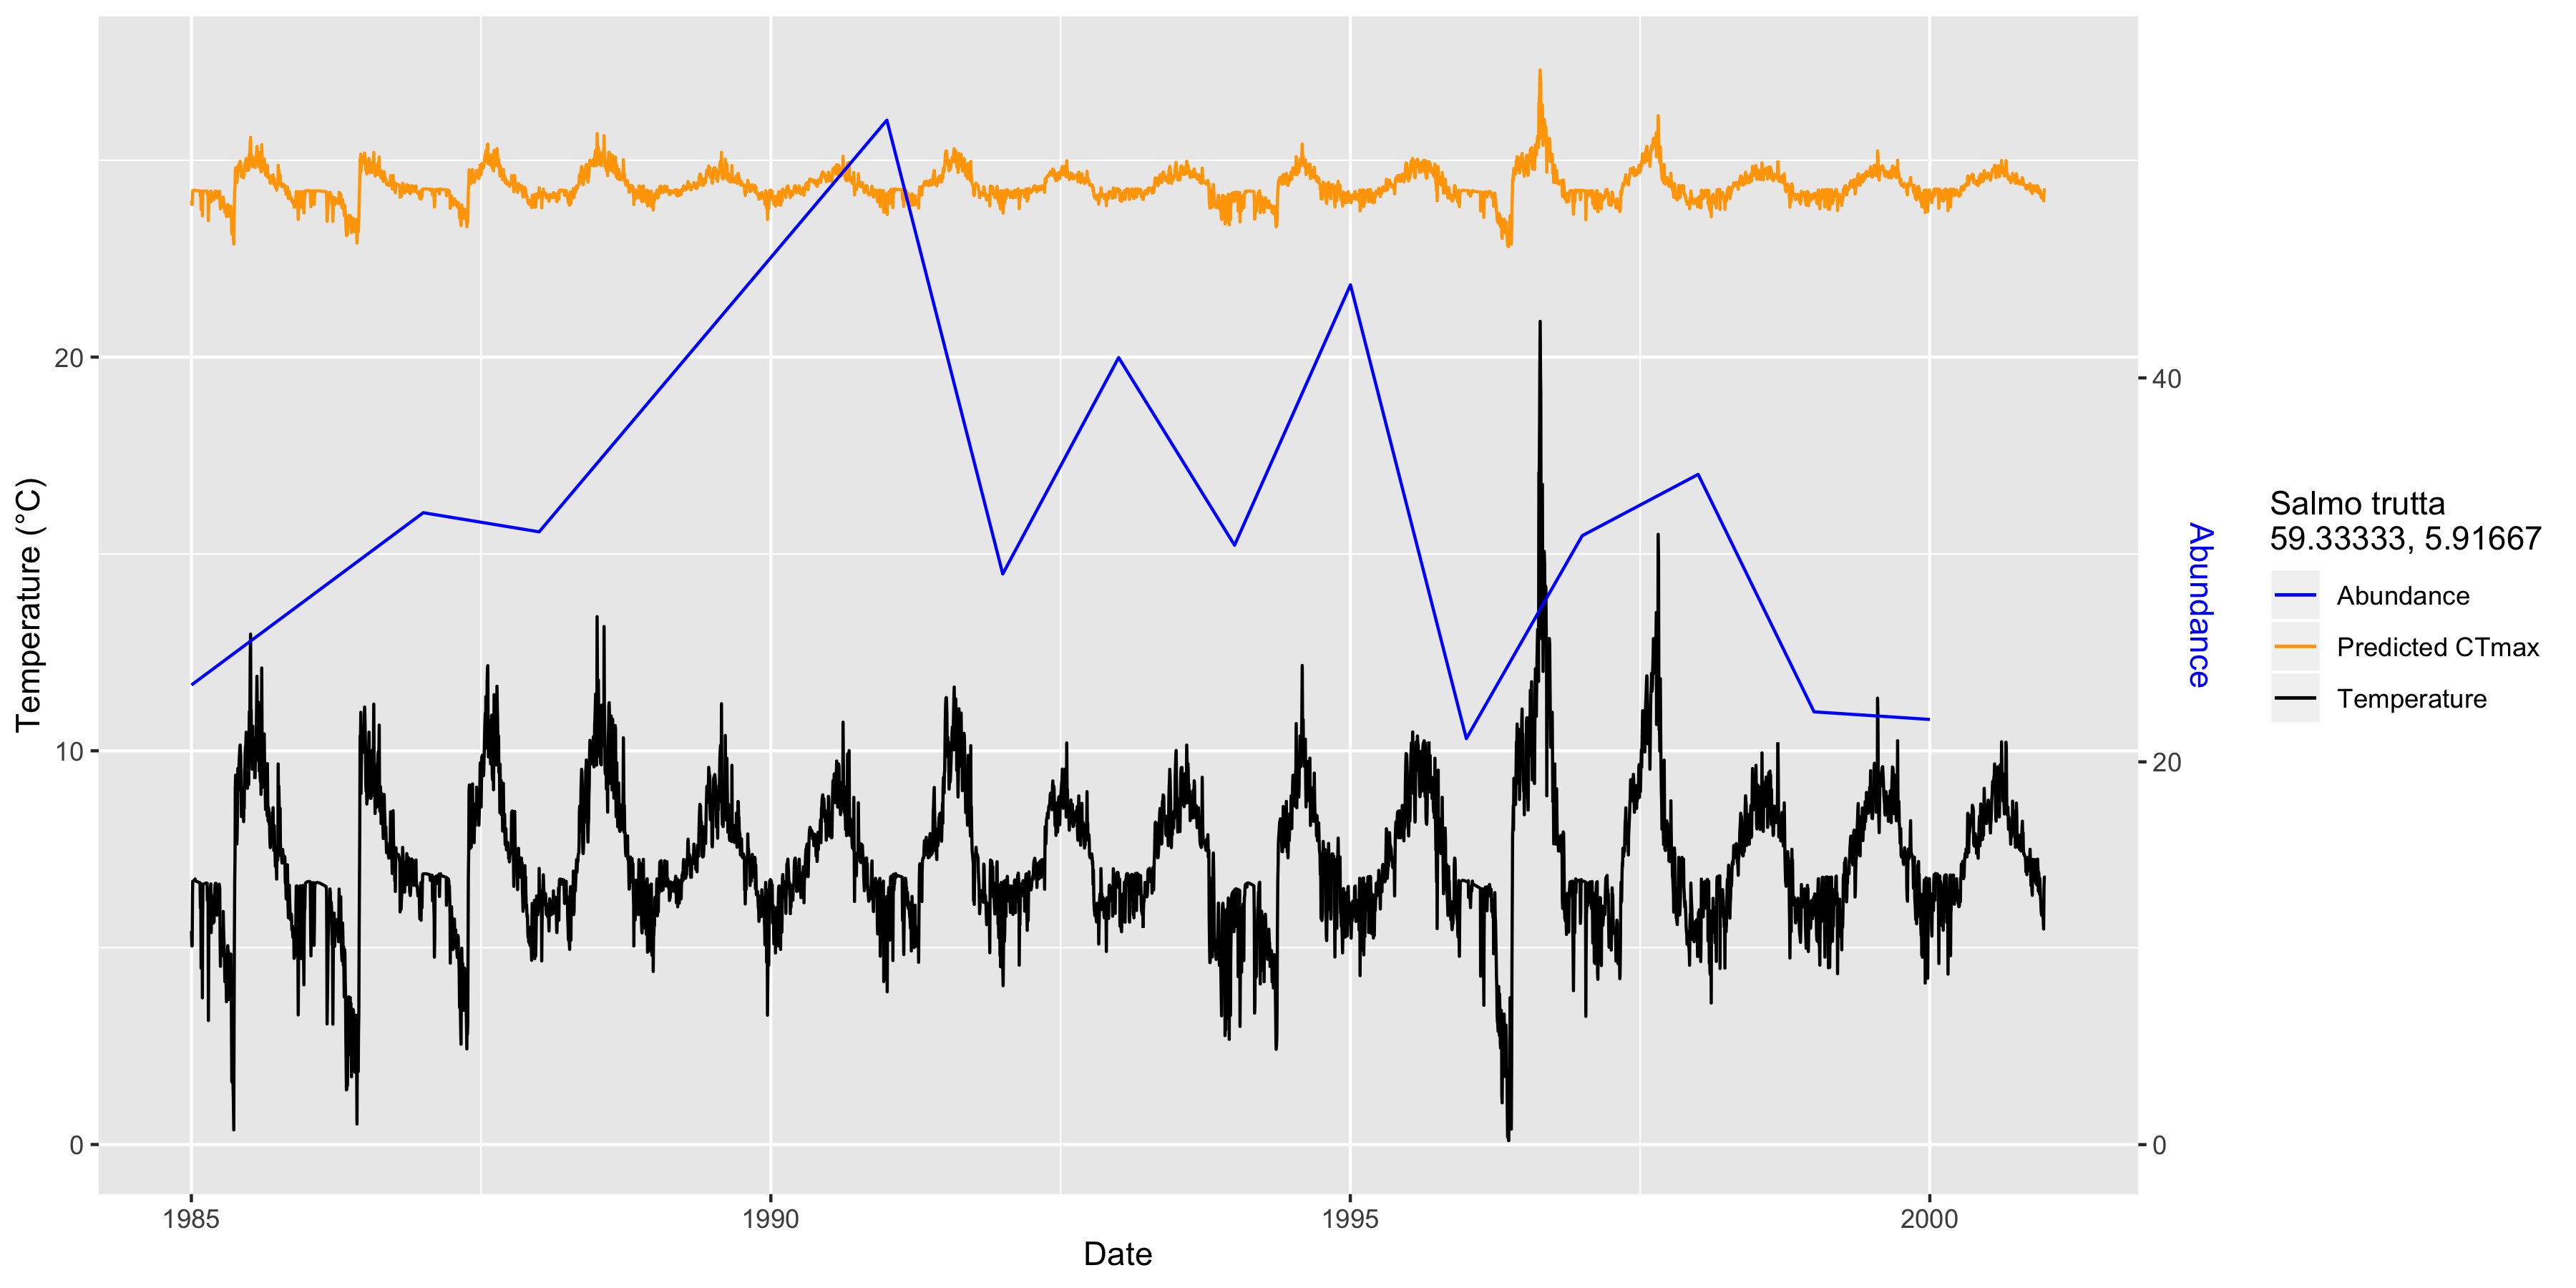 Temperature (°C)
20
10
0
1985
1990
1995
2000
Date
40
20
0
Abundance
Salmo trutta
59.33333, 5.91667
Abundance
Predicted CTmax
Temperature